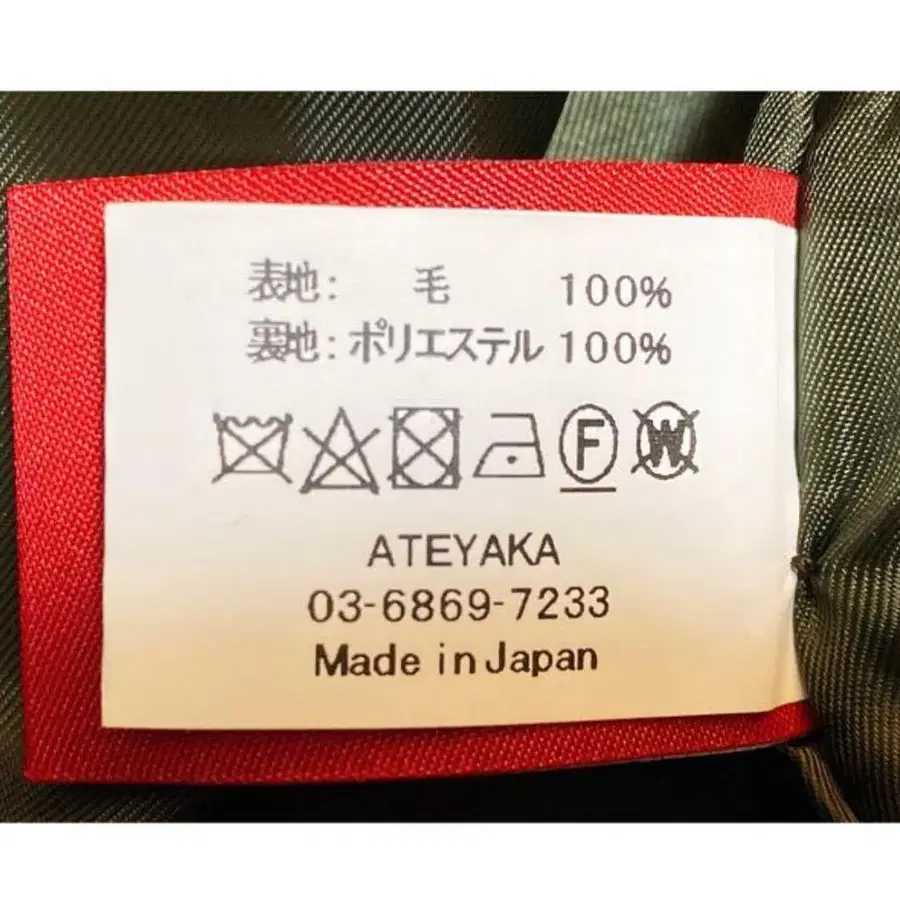 表地: 毛 100%
裏地: ポリエステル 100%
F W
ATEYAKA
03-6869-7233
Made in Japan